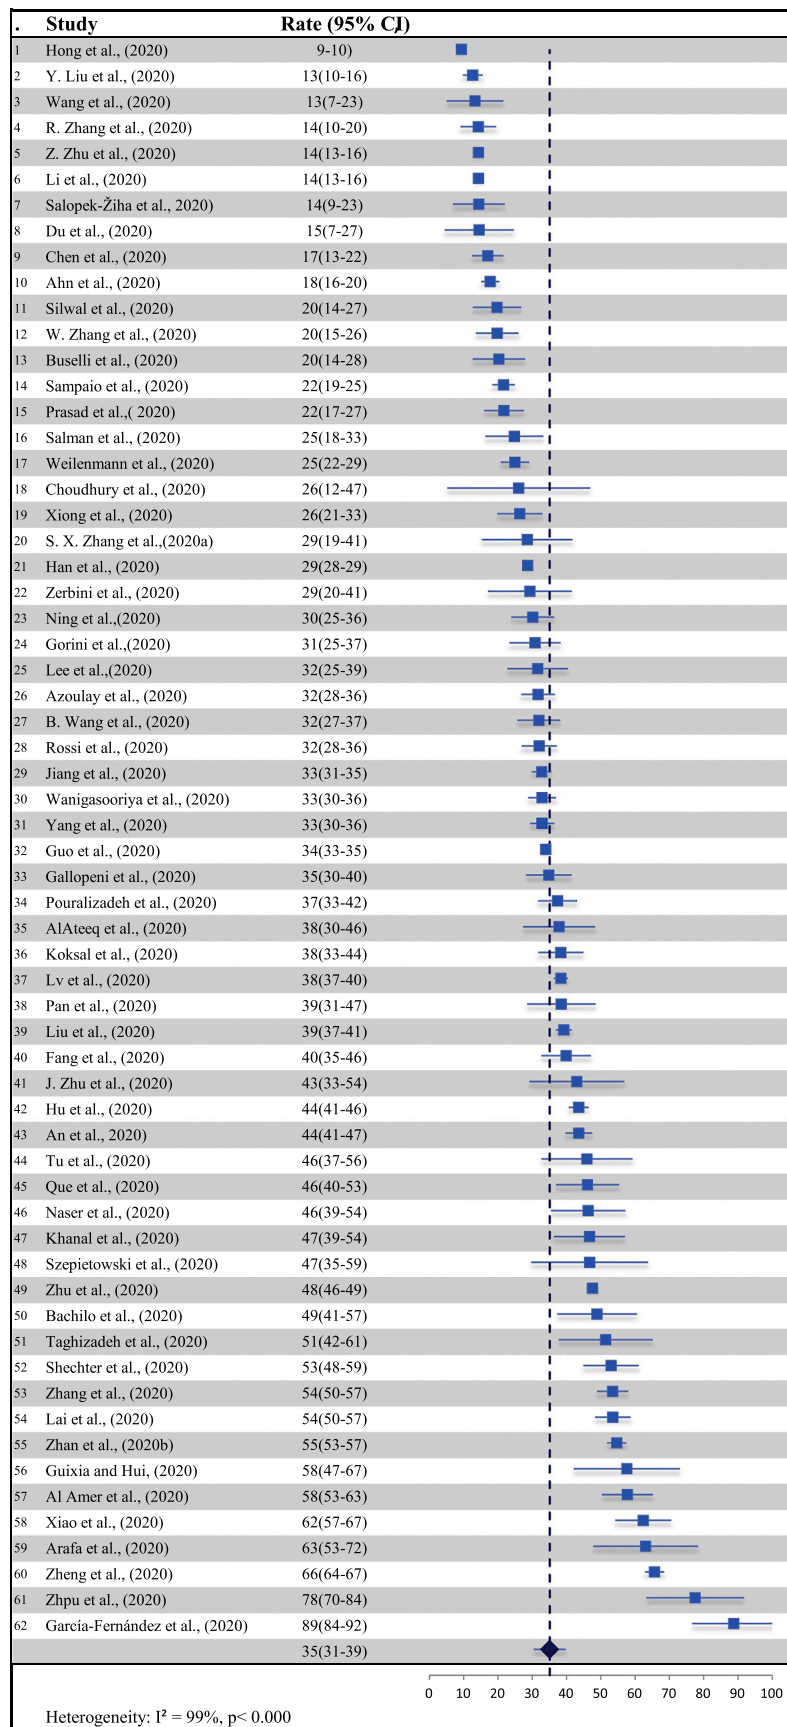 . Study Rate (95% CI,)
1 Hong et al., (2020) 9-10)
2 Y. Liu et al., (2020) 13(10-16)
3 Wang et al., (2020) 13(7-23)
4 R. Zhang et al., (2020) 14(10-20)
5 Z. Zhu et al., (2020) 14(13-16)
6 Li et al., (2020) 14(13-16)
7 Salopek-Žiha et al., 2020) 14(9-23)
8 Du et al., (2020) 15(7-27)
9 Chen et al., (2020) 17(13-22)
10 Ahn et al., (2020) 18(16-20)
11 Silwal et al., (2020) 20(14-27)
12 W. Zhang et al., (2020) 20(15-26)
13 Buselli et al., (2020) 20(14-28)
14 Sampaio et al., (2020) 22(19-25)
15 Prasad et al.,( 2020) 22(17-27)
16 Salman et al., (2020) 25(18-33)
17 Weilenmann et al., (2020) 25(22-29)
18 Choudhury et al., (2020) 26(12-47)
19 Xiong et al., (2020) 26(21-33)
20 S. X. Zhang et al.,(2020a) 29(19-41)
21 Han et al., (2020) 29(28-29)
22 Zerbini et al., (2020) 29(20-41)
23 Ning et al.,(2020) 30(25-36)
24 Gorini et al.,(2020) 31(25-37)
25 Lee et al.,(2020) 32(25-39)
26 Azoulay et al., (2020) 32(28-36)
27 B. Wang et al., (2020) 32(27-37)
28 Rossi et al., (2020) 32(28-36)
29 Jiang et al., (2020) 33(31-35)
30 Wanigasooriya et al., (2020) 33(30-36)
31 Yang et al., (2020) 33(30-36)
32 Guo et al., (2020) 34(33-35)
33 Gallopeni et al., (2020) 35(30-40)
34 Pouralizadeh et al., (2020) 37(33-42)
35 AlAteeq et al., (2020) 38(30-46)
36 Koksal et al., (2020) 38(33-44)
37 Lv et al., (2020) 38(37-40)
38 Pan et al., (2020) 39(31-47)
39 Liu et al., (2020) 39(37-41)
40 Fang et al., (2020) 40(35-46)
41 J. Zhu et al., (2020) 43(33-54)
42 Hu et al., (2020) 44(41-46)
43 An et al., 2020) 44(41-47)
44 Tu et al., (2020) 46(37-56)
45 Que et al., (2020) 46(40-53)
46 Naser et al., (2020) 46(39-54)
47 Khanal et al., (2020) 47(39-54)
48 Szepietowski et al., (2020) 47(35-59)
49 Zhu et al., (2020) 48(46-49)
50 Bachilo et al., (2020) 49(41-57)
51 Taghizadeh et al., (2020) 51(42-61)
52 Shechter et al., (2020) 53(48-59)
53 Zhang et al., (2020) 54(50-57)
54 Lai et al., (2020) 54(50-57)
55 Zhan et al., (2020b) 55(53-57)
56 Guixia and Hui, (2020) 58(47-67)
57 Al Amer et al., (2020) 58(53-63)
58 Xiao et al., (2020) 62(57-67)
59 Arafa et al., (2020) 63(53-72)
60 Zheng et al., (2020) 66(64-67)
61 Zhpu et al., (2020) 78(70-84)
62 García-Fernández et al., (2020) 89(84-92)
35(31-39)
0 10 20 30 40 50 60 70 80 90 100
Heterogeneity: I² = 99%, p< 0.000